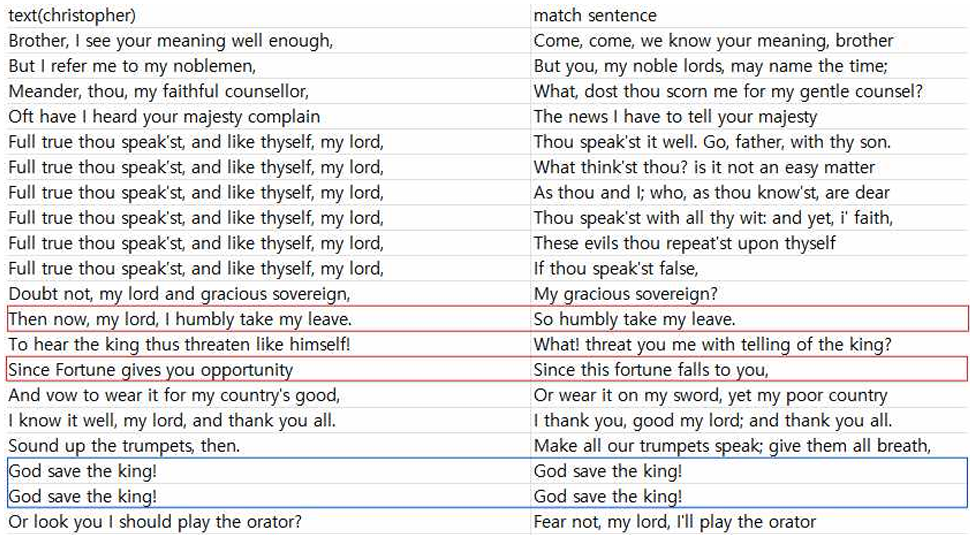 text(christopher) match sentence
Brother, I see your meaning well enough, Come, come, we know your meaning, brother
But I refer me to my noblemen, But you, my noble lords, may name the time;
Meander, thou, my faithful counsellor, What, dost thou scorn me for my gentle counsel?
Oft have I heard your majesty complain The news I have to tell your majesty
Full true thou speak'st, and like thyself, my lord, Thou speak'st it well. Go, father, with thy son.
Full true thou speak'st, and like thyself, my lord, What think'st thou? is it not an easy matter
Full true thou speak'st, and like thyself, my lord, As thou and I; who, as thou know'st, are dear
Full true thou speak'st, and like thyself, my lord, Thou speak'st with all thy wit: and yet, i' faith,
Full true thou speak'st, and like thyself, my lord, These evils thou repeat'st upon thyself
Full true thou speak'st, and like thyself, my lord, If thou speak'st false,
Doubt not, my lord and gracious sovereign, My gracious sovereign?
Then now, my lord, I humbly take my leave. So humbly take my leave.
To hear the king thus threaten like himself! What! threat you me with telling of the king?
Since Fortune gives you opportunity Since this fortune falls to you,
And vow to wear it for my country's good, Or wear it on my sword, yet my poor country
I know it well, my lord, and thank you all. I thank you, good my lord; and thank you all.
Sound up the trumpets, then. Make all our trumpets speak; give them all breath,
God save the king! God save the king!
God save the king! God save the king!
Or look you I should play the orator? Fear not, my lord, I'll play the orator